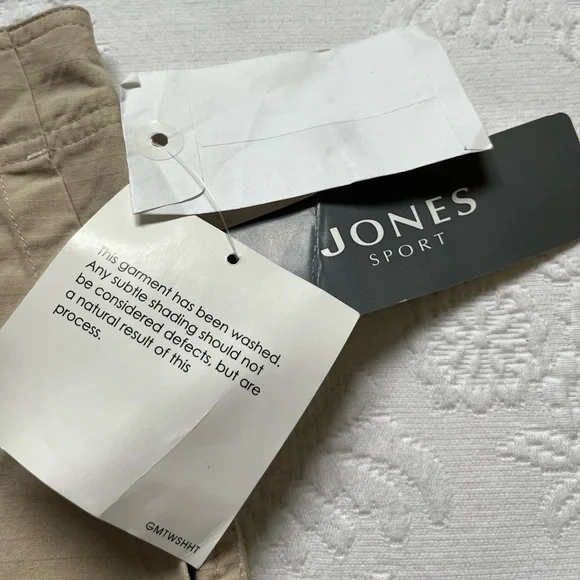 JONES
SPORT
This garment has been washed.
Any subtle shading should not
be considered defects, but are
a natural result of this
process.
GMTWSHHT